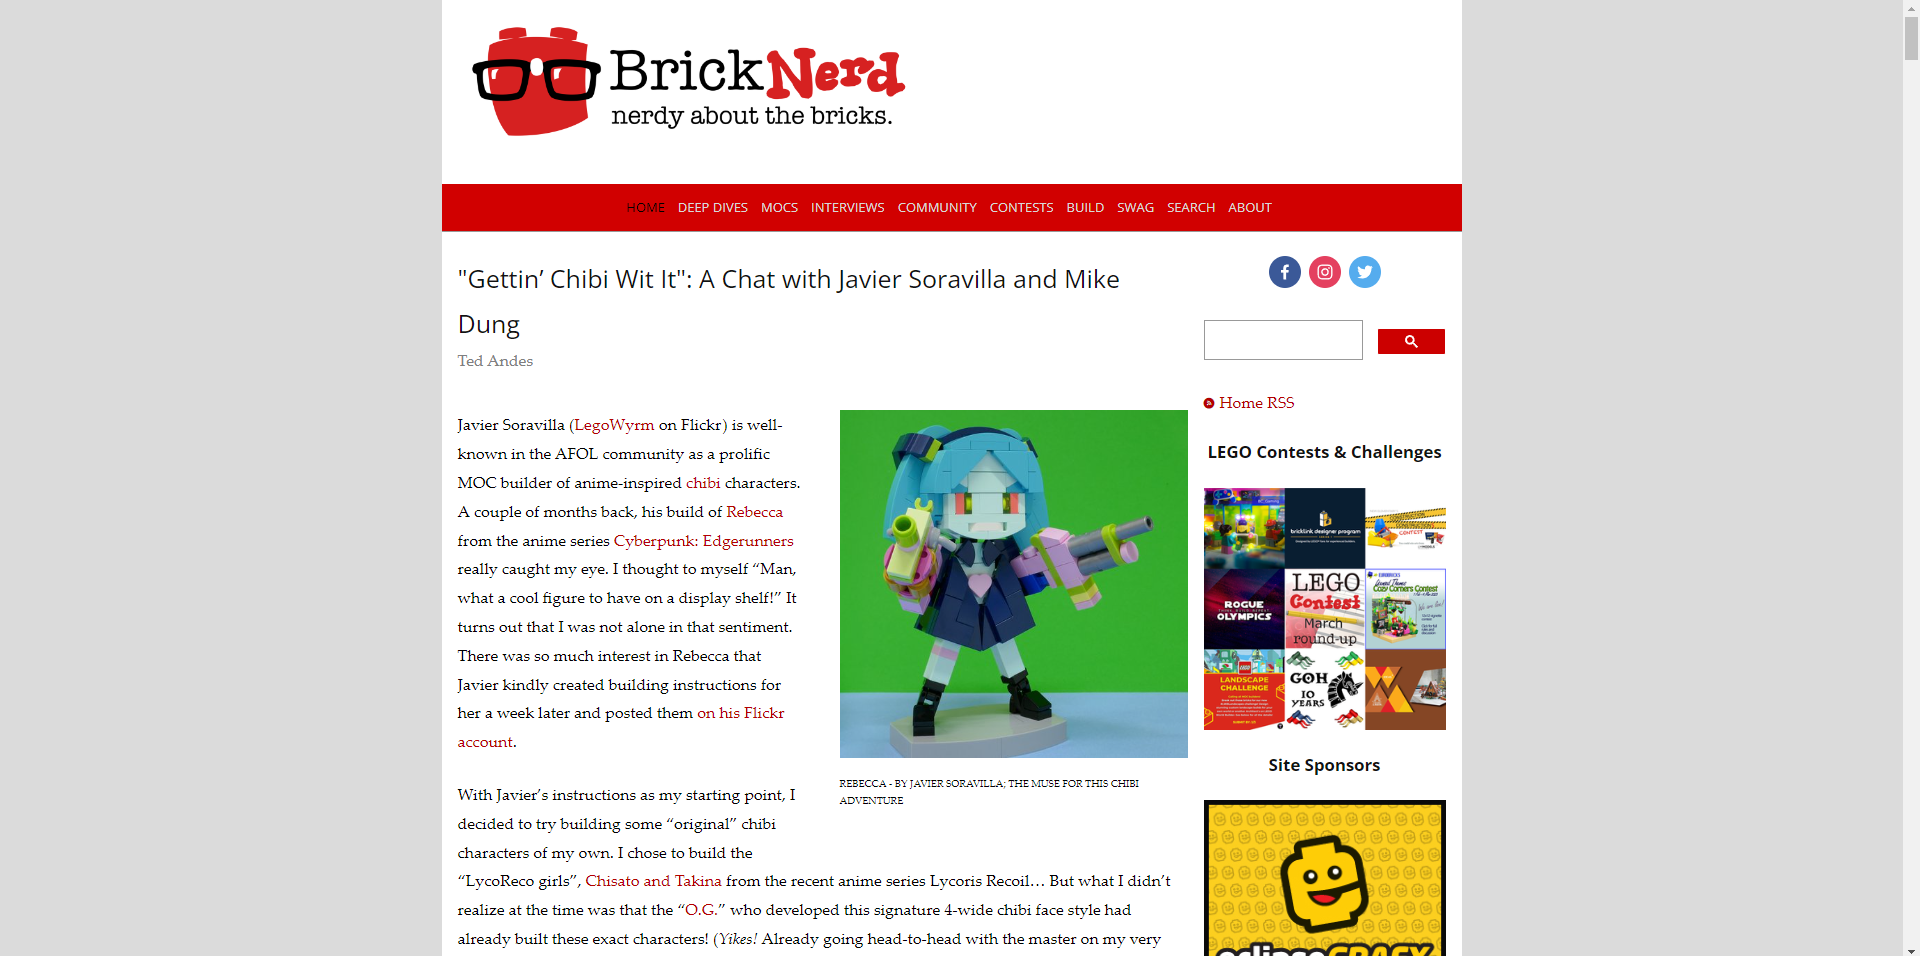 BrickNerd
nerdy about the bricks.
HOME DEEP DIVES MOCS INTERVIEWS COMMUNITY CONTESTS BUILD SWAG SEARCH ABOUT
"Gettin’ Chibi Wit It": A Chat with Javier Soravilla and Mike
Dung
Ted Andes
Javier Soravilla (LegoWyrm on Flickr) is well-
known in the AFOL community as a prolific
MOC builder of anime-inspired chibi characters.
A couple of months back, his build of Rebecca
from the anime series Cyberpunk: Edgerunners
really caught my eye. I thought to myself “Man,
what a cool figure to have on a display shelf!” It
turns out that I was not alone in that sentiment.
There was so much interest in Rebecca that
Javier kindly created building instructions for
her a week later and posted them on his Flickr
account.
REBECCA - BY JAVIER SORAVILLA; THE MUSE FOR THIS CHIBI
ADVENTURE
With Javier’s instructions as my starting point, I
decided to try building some “original” chibi
characters of my own. I chose to build the
“LycoReco girls”, Chisato and Takina from the recent anime series Lycoris Recoil… But what I didn’t
realize at the time was that the “O.G.” who developed this signature 4-wide chibi face style had
already built these exact characters! (Yikes! Already going head-to-head with the master on my very
Home RSS
LEGO Contests & Challenges
bricklink designer program
CONTEST
ROGUE
OLYMPICS
LEGO
Contest
March
round-up
Cozy Corners Contest
LANDSCAPE
CHALLENGE
GOH
10
YEARS
Site Sponsors
eclipseGRAFX